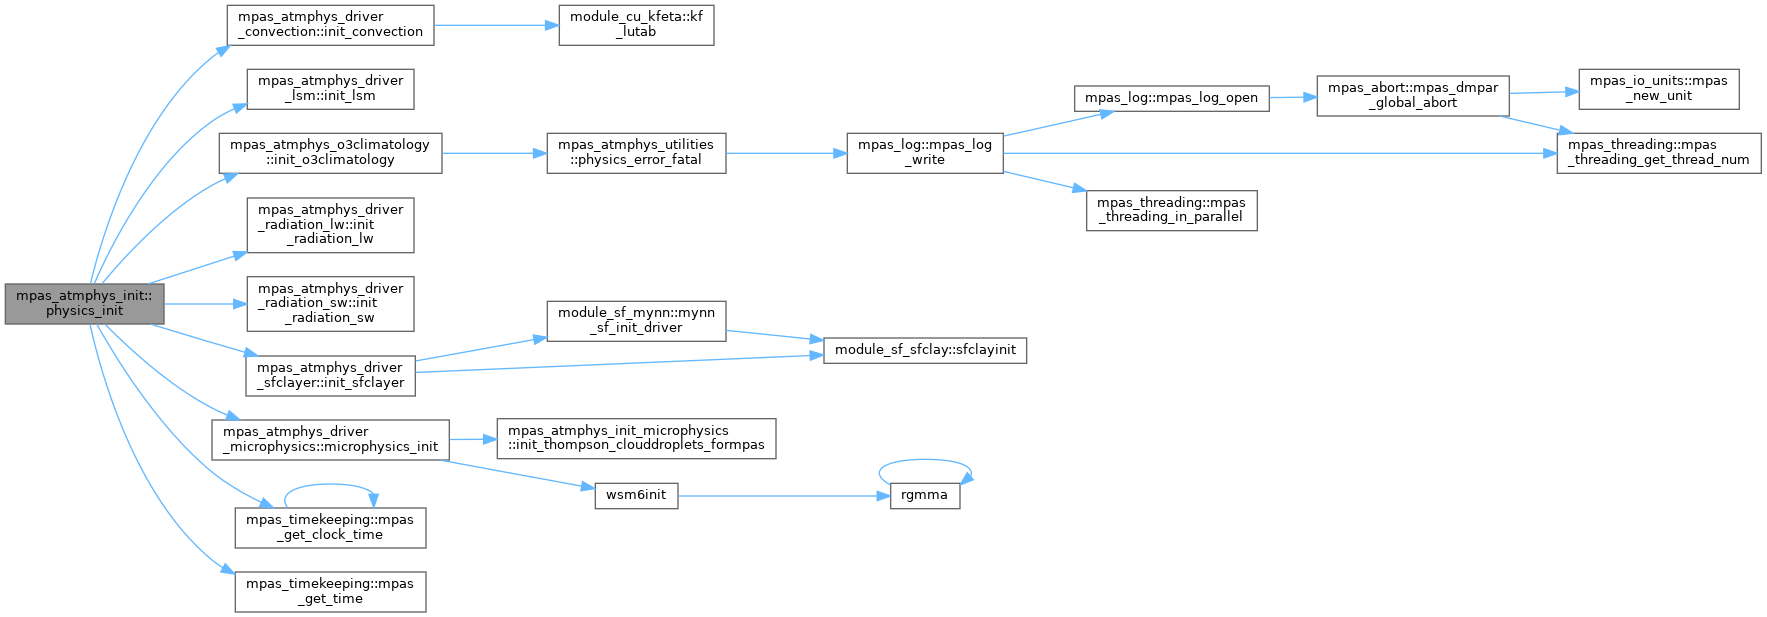 mpas_atmphys_init::
physics_init
mpas_atmphys_driver
_convection::init_convection
module_cu_kfeta::kf
_lutab
mpas_atmphys_driver
_lsm::init_lsm
mpas_atmphys_o3climatology
::init_o3climatology
mpas_atmphys_utilities
::physics_error_fatal
mpas_log::mpas_log
_write
mpas_log::mpas_log_open
mpas_abort::mpas_dmpar
_global_abort
mpas_io_units::mpas
_new_unit
mpas_threading::mpas
_threading_get_thread_num
mpas_threading::mpas
_threading_in_parallel
mpas_atmphys_driver
_radiation_lw::init
_radiation_lw
mpas_atmphys_driver
_radiation_sw::init
_radiation_sw
mpas_atmphys_driver
_sfclayer::init_sfclayer
module_sf_mynn::mynn
_sf_init_driver
module_sf_sfclay::sfclayinit
mpas_atmphys_driver
_microphysics::microphysics_init
mpas_atmphys_init_microphysics
::init_thompson_clouddroplets_formpas
wsm6init
rgmma
mpas_timekeeping::mpas
_get_clock_time
mpas_timekeeping::mpas
_get_time